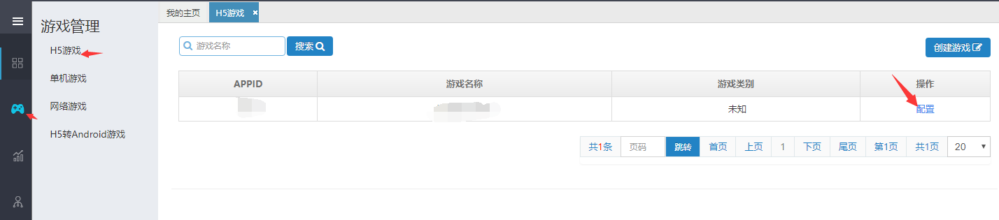 我的主页 H5游戏 ×
游戏管理
H5游戏
单机游戏
网络游戏
H5转Android游戏
游戏名称 搜索 创建游戏
APPID 游戏名称 游戏类别 操作
未知 配置
共1条 页码 跳转 首页 上页 1 下页 尾页 第1页 共1页 20